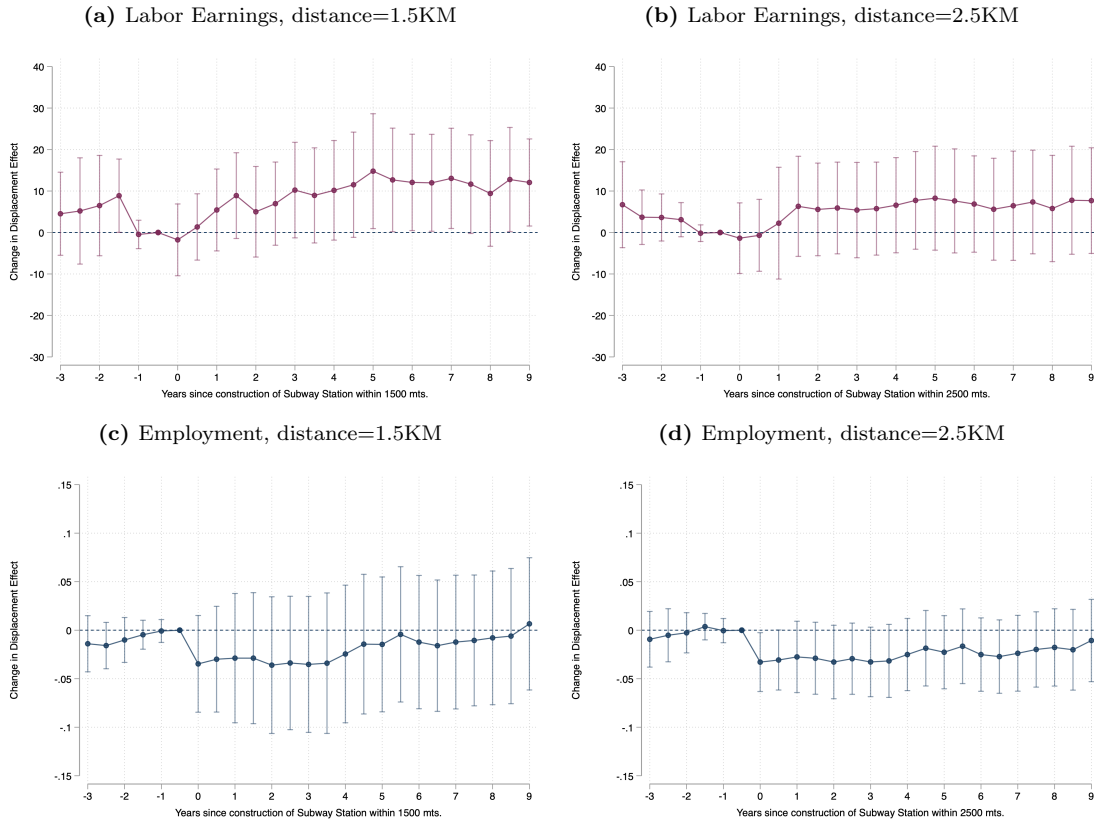 (a) Labor Earnings, distance=1.5KM
Change in Displacement Effect
40
30
20
10
0
-10
-20
-30
-3 -2 -1 0 1 2 3 4 5 6 7 8 9
Years since construction of Subway Station within 1500 mts.
(b) Labor Earnings, distance=2.5KM
Change in Displacement Effect
40
30
20
10
0
-10
-20
-30
-3 -2 -1 0 1 2 3 4 5 6 7 8 9
Years since construction of Subway Station within 2500 mts.
(c) Employment, distance=1.5KM
Change in Displacement Effect
.15
.1
.05
0
-.05
-.1
-.15
-3 -2 -1 0 1 2 3 4 5 6 7 8 9
Years since construction of Subway Station within 1500 mts.
(d) Employment, distance=2.5KM
Change in Displacement Effect
.15
.1
.05
0
-.05
-.1
-.15
-3 -2 -1 0 1 2 3 4 5 6 7 8 9
Years since construction of Subway Station within 2500 mts.